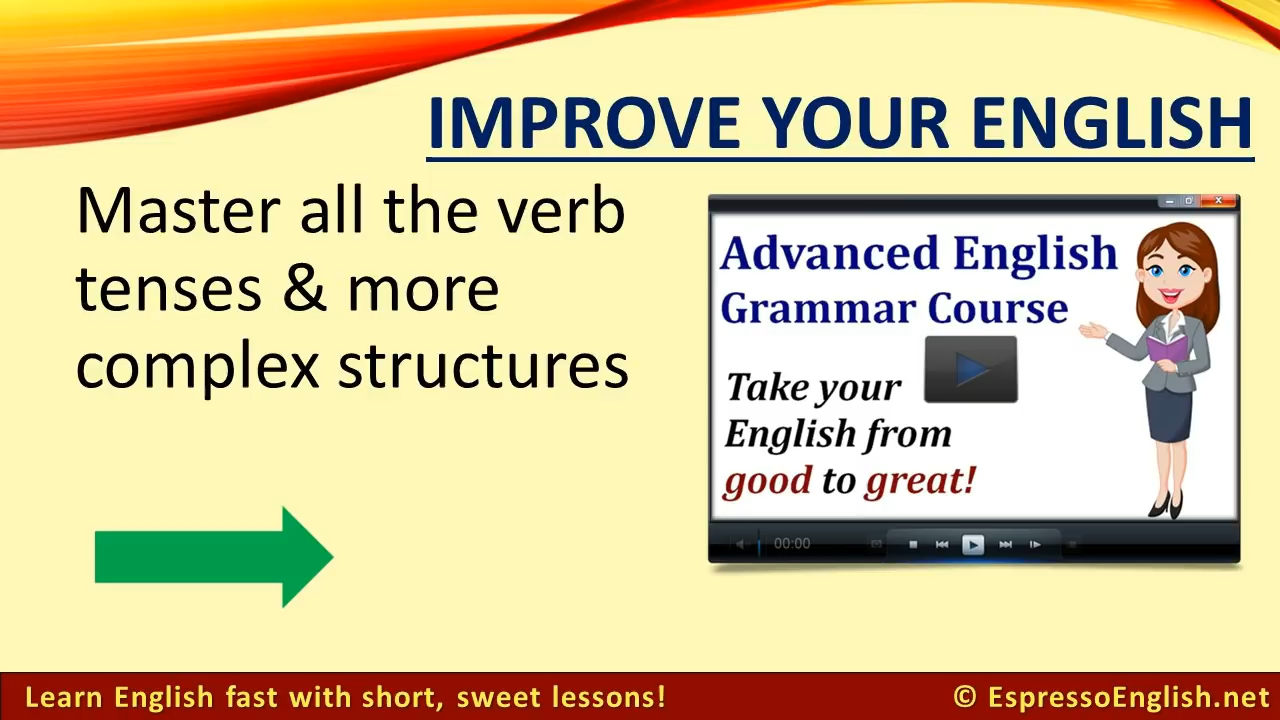 IMPROVE YOUR ENGLISH
Master all the verb
tenses & more
complex structures
Advanced English
Grammar Course
Take your
English from
good to great!
00:00
Learn English fast with short, sweet lessons!
© EspressoEnglish.net